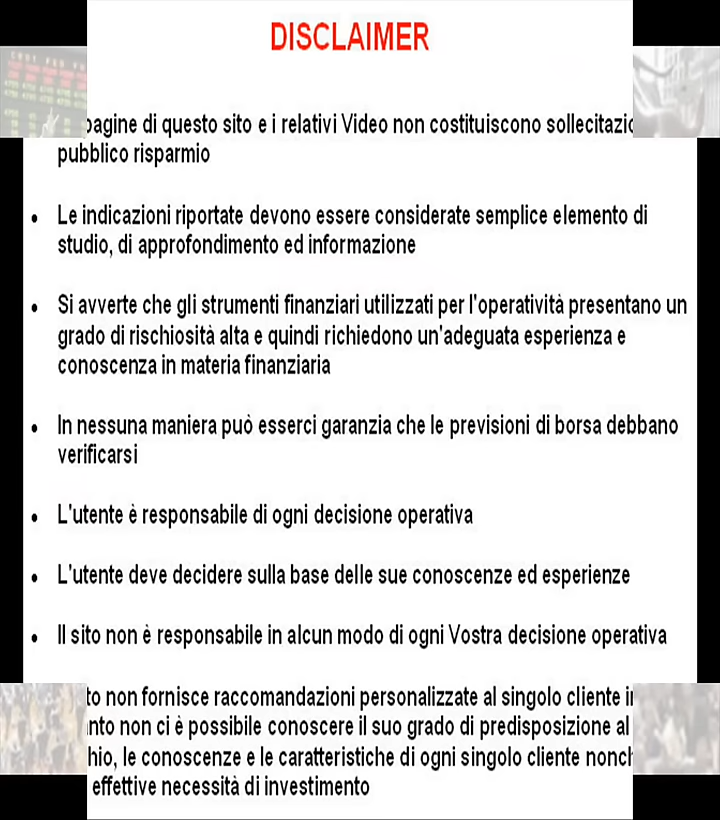 DISCLAIMER
pagine di questo sito e i relativi Video non costituiscono
pubblico risparmio
• Le indicazioni riportate devono essere considerate semplice elemento di
studio, di approfondimento ed informazione
• Si avverte che gli strumenti finanziari utilizzati per l'operatività presentano un
grado di rischiosità alta e quindi richiedono un'adeguata esperienza e
conoscenza in materia finanziaria
• In nessuna maniera può esserci garanzia che le previsioni di borsa debbano
verificarsi
• L'utente è responsabile di ogni decisione operativa
• L'utente deve decidere sulla base delle sue conoscenze ed esperienze
• Il sito non è responsabile in alcun modo di ogni Vostra decisione operativa
non fornisce raccomandazioni personalizzate al singolo cliente
non ci è possibile conoscere il suo grado di predisposizione al
le conoscenze e le caratteristiche di ogni singolo cliente
effettive necessità di investimento